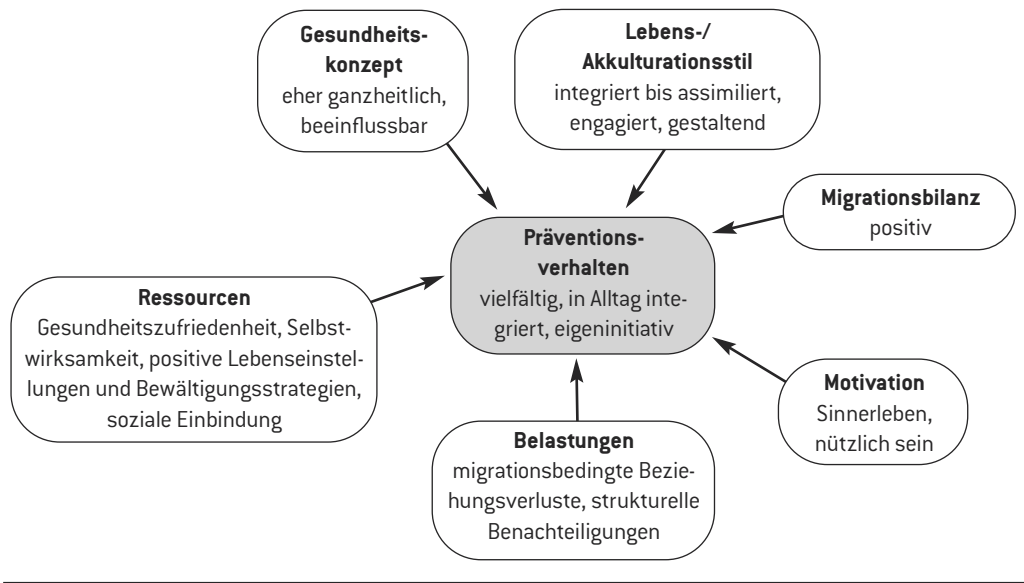 Gesundheits-
konzept
eher ganzheitlich,
beeinflussbar
Lebens-/
Akkulturationsstil
integriert bis assimiliert,
engagiert, gestaltend
Migrationsbilanz
positiv
Präventions-
verhalten
vielfältig, in Alltag inte-
griert, eigeninitiativ
Ressourcen
Gesundheitszufriedenheit, Selbst-
wirksamkeit, positive Lebenseinstel-
lungen und Bewältigungsstrategien,
soziale Einbindung
Motivation
Sinnerleben,
nützlich sein
Belastungen
migrationsbedingte Bezie-
hungsverluste, strukturelle
Benachteiligungen